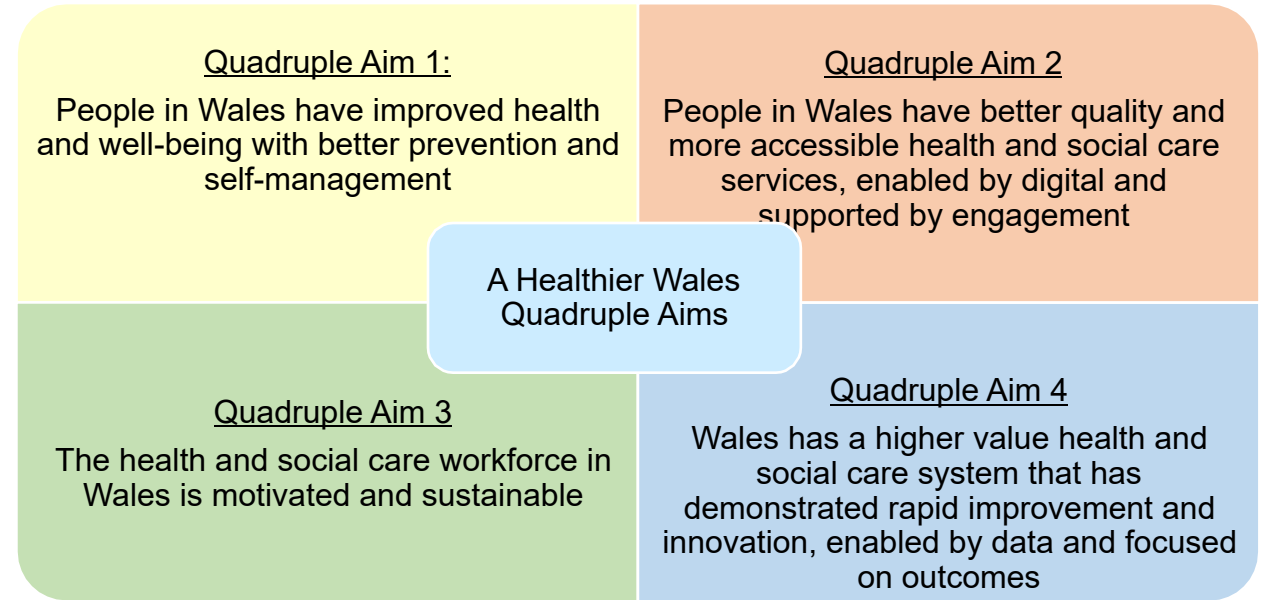 Quadruple Aim 1:
People in Wales have improved health
and well-being with better prevention and
self-management
Quadruple Aim 2
People in Wales have better quality and
more accessible health and social care
services, enabled by digital and
supported by engagement
A Healthier Wales
Quadruple Aims
Quadruple Aim 3
The health and social care workforce in
Wales is motivated and sustainable
Quadruple Aim 4
Wales has a higher value health and
social care system that has
demonstrated rapid improvement and
innovation, enabled by data and focused
on outcomes